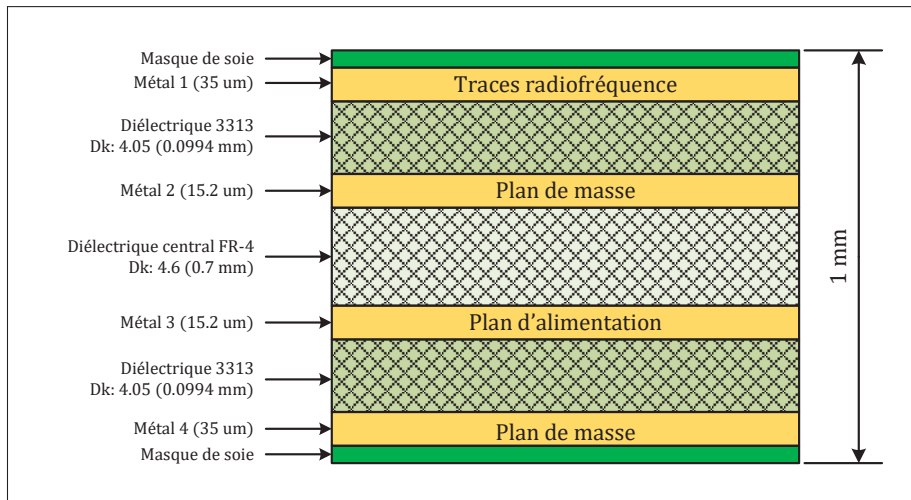 Masque de soie
Métal 1 (35 um)
Traces radiofréquence
Diélectrique 3313
Dk: 4.05 (0.0994 mm)
Métal 2 (15.2 um)
Plan de masse
Diélectrique central FR-4
Dk: 4.6 (0.7 mm)
1 mm
Métal 3 (15.2 um)
Plan d'alimentation
Diélectrique 3313
Dk: 4.05 (0.0994 mm)
Métal 4 (35 um)
Plan de masse
Masque de soie